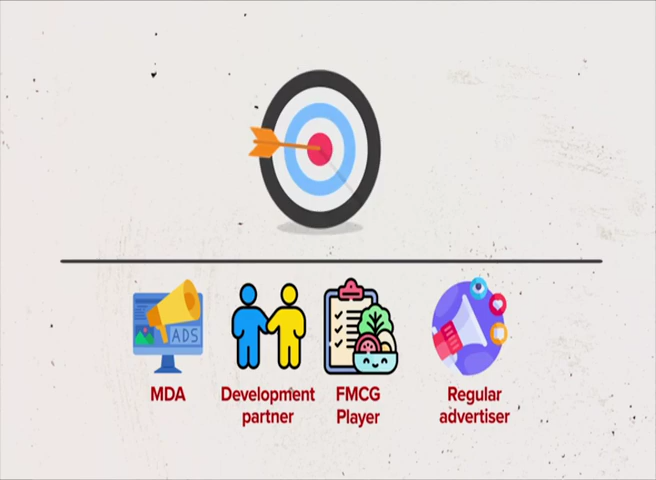 ADS
MDA
Development
partner
FMCG
Player
Regular
advertiser